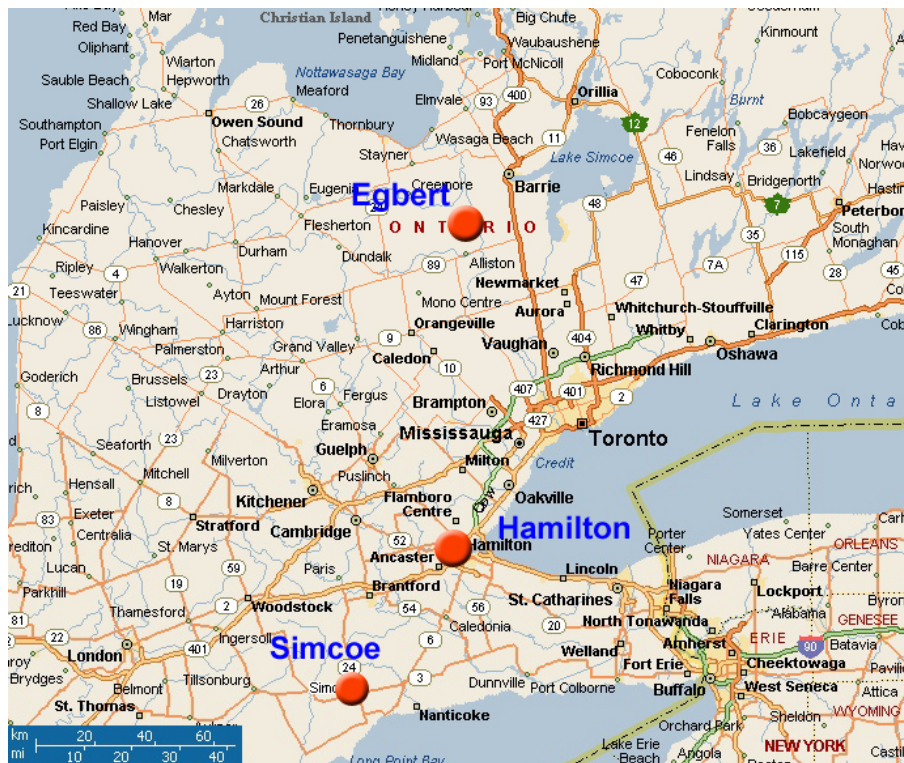 Christian Island
Big Chute
Kinmount
Mar
Red Bay
Oliphant
Penetanguishene
Waubaushene
Midland
Port McNicoll
Wiarton
Hepworth
Nottawasaga Bay
Coboconk
Sauble Beach
Meaford
Shallow Lake
26
Elmvale
93
400
Orillia
Burnt
Owen Sound
Thornbury
Bobcaygeon
Southampton
12
Port Elgin
Chatsworth
Wasaga Beach
11
Fenelon
Falls
36
Lakefield
Stayner
Lake Simcoe
46
Norwood
Markdale
Eugenia
Creemore
Barrie
Lindsay
Bridgenorth
Egbert
24
48
7
Hastin
Paisley
Chesley
Flesherton
ONTARIO
Peterbor
Kincardine
Hanover
35
South
Monaghan
Durham
Dundalk
Alliston
115
Ripley
4
Walkerton
89
7A
28
45
21
Teeswater
Ayton
Mount Forest
Mono Centre
Newmarket
47
Lucknow
86
Wingham
Harriston
Orangeville
Aurora
Whitchurch-Stouffville
Whitby
Clarington
Palmerston
Grand Valley
9
Caledon
Vaughan
404
Oshawa
Goderich
Brussels
23
Arthur
10
Richmond Hill
Listowel
Drayton
6
Fergus
407
401
2
8
Elora
Brampton
427
Lake Onta
Eramosa
Seaforth
23
Guelph
Mississauga
Toronto
Milverton
Milton
Credit
Mitchell
Puslinch
Hensall
8
Kitchener
Flamboro
Centre
QEW
Oakville
83
Exeter
Stratford
Cambridge
Hamilton
Somerset
Crediton
Centralia
52
Porter
Center
Yates Center
St. Marys
Hamilton
ORLEANS
Lucan
59
Ancaster
NIAGARA
Barre Center
Paris
Lincoln
Parkhill
19
Brantford
Niagara
Falls
Lockport
2
Woodstock
54
56
St. Catharines
Alabama
Byron
Thamesford
81
North Tonawanda
GENESEE
22
401
Ingersoll
6
Caledonia
20
ERIE
London
Simcoe
Welland
Amherst
90
Batavia
24
Fort Erie
Cheektowaga
Brydges
Tillsonburg
3
Dunnville
Port Colborne
Buffalo
Belmont
West Seneca
Attica
St. Thomas
Nanticoke
WYOMING
Orchard Park
Sheldon
km 20 40 60
mi 10 20 30 40
Lake Erie
Beach
NEW YORK
Long Point Bay
Angola